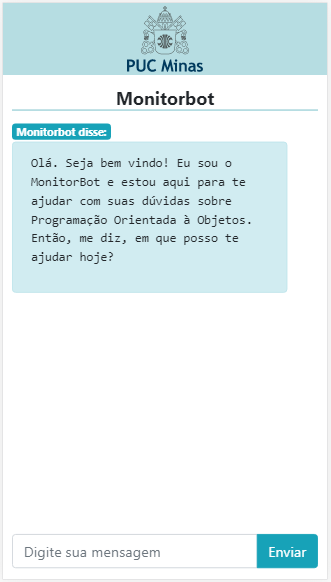 PUC Minas
Monitorbot
Monitorbot disse:
Olá. Seja bem vindo! Eu sou o
MonitorBot e estou aqui para te
ajudar com suas dúvidas sobre
Programação Orientada à Objetos.
Então, me diz, em que posso te
ajudar hoje?
Digite sua mensagem
Enviar